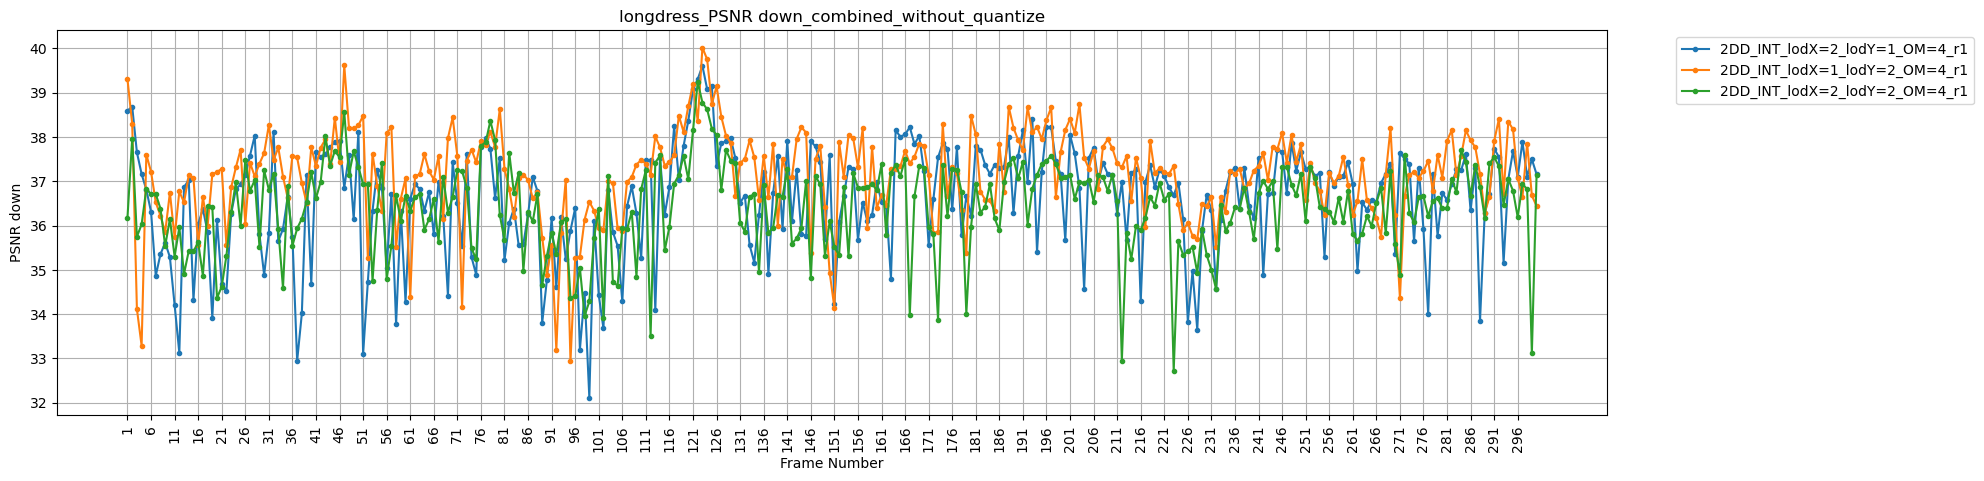 longdress_PSNR down_combined_without_quantize
PSNR down
40
39
38
37
36
35
34
33
32
1 6 11 16 21 26 31 36 41 46 51 56 61 66 71 76 81 86 91 96 101 106 111 116 121 126 131 136 141 146 151 156 161 166 171 176 181 186 191 196 201 206 211 216 221 226 231 236 241 246 251 256 261 266 271 276 281 286 291 296
Frame Number
2DD_INT_lodX=2_lodY=1_OM=4_r1
2DD_INT_lodX=1_lodY=2_OM=4_r1
2DD_INT_lodX=2_lodY=2_OM=4_r1